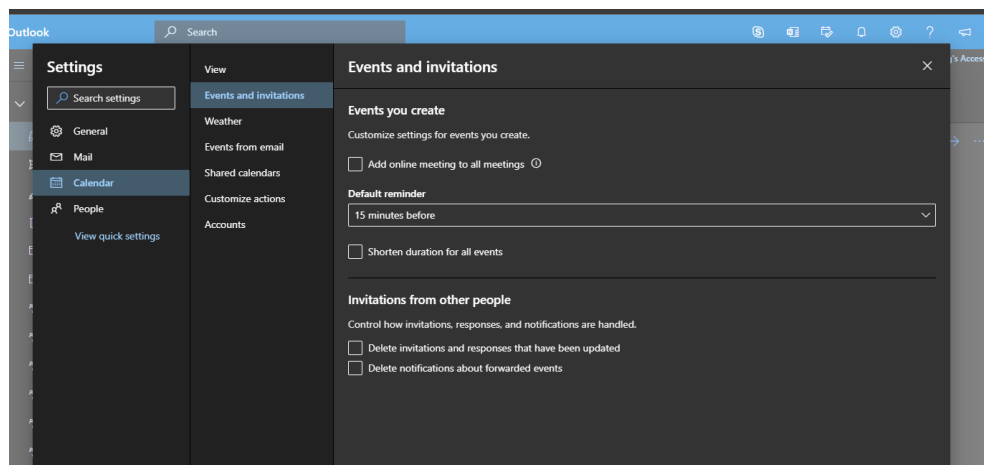 Outlook
Search
's Access
Settings
Search settings
General
Mail
Calendar
People
View quick settings
View
Events and invitations
Weather
Events from email
Shared calendars
Customize actions
Accounts
Events and invitations
Events you create
Customize settings for events you create.
Add online meeting to all meetings
Default reminder
15 minutes before
Shorten duration for all events
Invitations from other people
Control how invitations, responses, and notifications are handled.
Delete invitations and responses that have been updated
Delete notifications about forwarded events